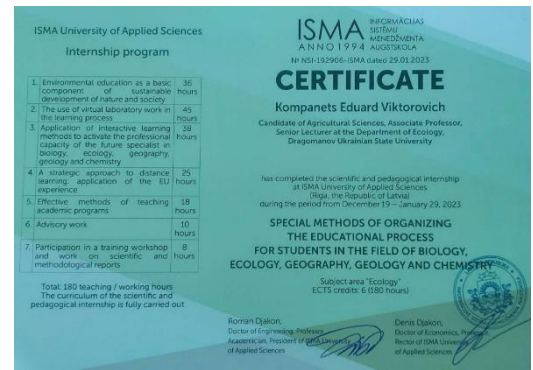 ISMA University of Applied Sciences
Internship program
1. Environmental education as a basic
component of sustainable
development of nature and society
36
hours
2. The use of virtual laboratory work in
the learning process
45
hours
3. Application of interactive learning
methods to activate the professional
capacity of the future specialist in
biology, ecology, geography,
geology and chemistry
38
hours
4. A strategic approach to distance
learning: application of the EU
experience
25
hours
5. Effective methods of teaching
academic programs
18
hours
6. Advisory work
10
hours
7. Participation in a training workshop
and work on scientific and
methodological reports
8
hours
Total: 180 teaching / working hours
The curriculum of the scientific and
pedagogical internship is fully carried out
ISMA
ANNO 1994
INFORMĀCIJAS
SISTĒMU
MENEDŽMENTA
AUGSTSKOLA
Nº NSI-192906-ISMA dated 29.01.2023
CERTIFICATE
Kompanets Eduard Viktorovich
Candidate of Agricultural Sciences, Associate Professor,
Senior Lecturer at the Department of Ecology,
Dragomanov Ukrainian State University
has completed the scientific and pedagogical internship
at ISMA University of Applied Sciences
(Riga, the Republic of Latvia)
during the period from December 19 – January 29, 2023
SPECIAL METHODS OF ORGANIZING
THE EDUCATIONAL PROCESS
FOR STUDENTS IN THE FIELD OF BIOLOGY,
ECOLOGY, GEOGRAPHY, GEOLOGY AND CHEMISTRY
Subject area "Ecology"
ECTS credits: 6 (180 hours)
Roman Djakon,
Doctor of Engineering, Professor
Academician, President of ISMA University
of Applied Sciences
Denis Djakon,
Doctor of Economics,
Rector of ISMA University
of Applied Sciences